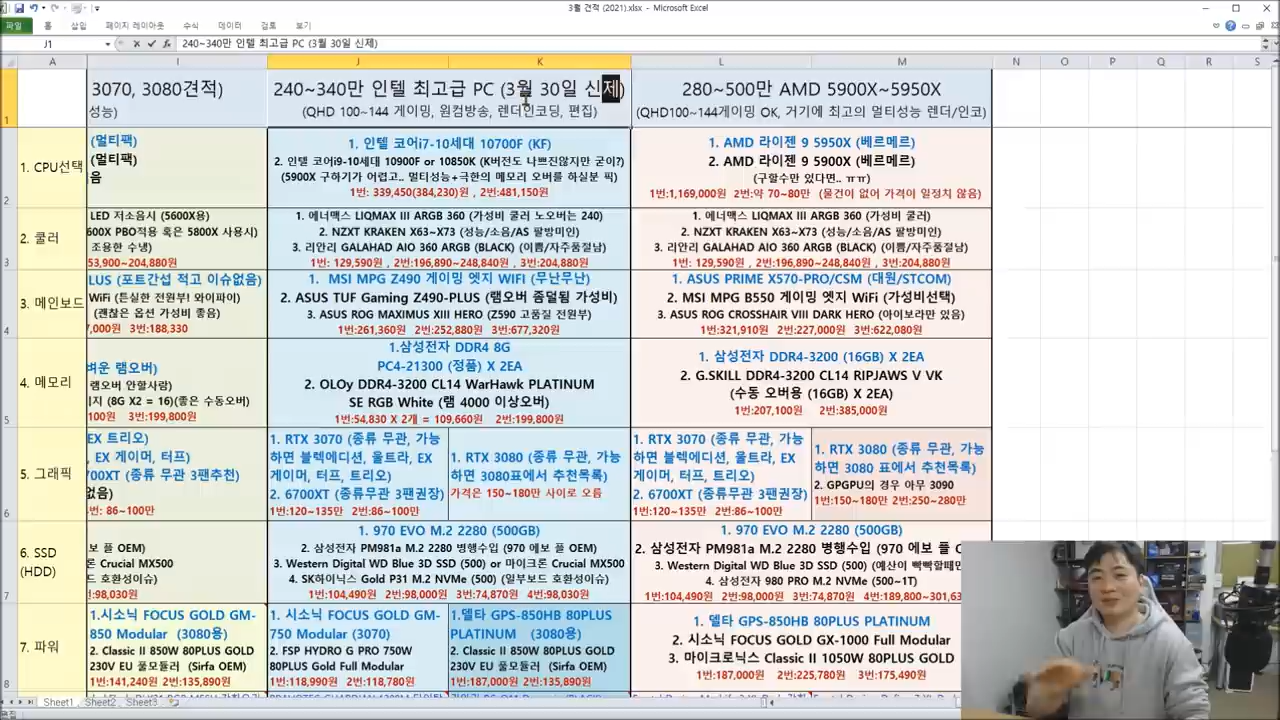 3월 견적 (2021).xlsx - Microsoft Excel
파일 홈 삽입 페이지 레이아웃 수식 데이터 검토 보기
J1 240~340만 인텔 최고급 PC (3월 30일 신제)
A I J K L M N O P Q R S
1
3070, 3080견적)
성능)
240~340만 인텔 최고급 PC (3월 30일 신제)
(QHD 100~144 게이밍, 원컴방송, 렌더인코딩, 편집)
280~500만 AMD 5900X~5950X
(QHD100~144게이밍 OK, 거기에 최고의 멀티성능 렌더/인코)
2
1. CPU선택
(멀티팩)
(멀티팩)
음
1. 인텔 코어i7-10세대 10700F (KF)
2. 인텔 코어i9-10세대 10900F or 10850K (K버전도 나쁘진않지만 굳이?)
(5900X 구하기가 어렵고.. 멀티성능+극한의 메모리 오버를 하실분 픽)
1번: 339,450(384,230)원 , 2번:481,150원
1. AMD 라이젠 9 5950X (베르메르)
2. AMD 라이젠 9 5900X (베르메르)
(구할수만 있다면.. ㅠㅠ)
1번:1,169,000원 2번:약 70~80만 (물건이 없어 가격이 일정치 않음)
3
2. 쿨러
LED 저소음시 (5600X용)
600X PBO적용 혹은 5800X 사용시)
조용한 수냉)
53,900~204,880원
1. 에너맥스 LIQMAX III ARGB 360 (가성비 쿨러 노오버는 240)
2. NZXT KRAKEN X63~X73 (성능/소음/AS 팔방미인)
3. 리안리 GALAHAD AIO 360 ARGB (BLACK) (이쁨/자주품절남)
1번: 129,590원 , 2번:196,890~248,840원 , 3번:204,880원
1. 에너맥스 LIQMAX III ARGB 360 (가성비 쿨러)
2. NZXT KRAKEN X63~X73 (성능/소음/AS 팔방미인)
3. 리안리 GALAHAD AIO 360 ARGB (BLACK) (이쁨/자주품절남)
1번: 129,590원 , 2번:196,890~248,840원 , 3번:204,880원
4
3. 메인보드
LUS (포트간섭 적고 이슈없음)
WiFi (튼실한 전원부! 와이파이)
(괜찮은 옵션 가성비 좋음)
,000원 3번:188,330
1. MSI MPG Z490 게이밍 엣지 WIFI (무난무난)
2. ASUS TUF Gaming Z490-PLUS (램오버 좀덜됨 가성비)
3. ASUS ROG MAXIMUS XIII HERO (Z590 고품질 전원부)
1번:261,360원 2번:252,880원 3번:677,320원
1. ASUS PRIME X570-PRO/CSM (대원/STCOM)
2. MSI MPG B550 게이밍 엣지 WiFi (가성비선택)
3. ASUS ROG CROSSHAIR VIII DARK HERO (아이보라만 있음)
1번:321,910원 2번:227,000원 3번:622,080원
5
4. 메모리
벼운 램오버)
램오버 안할사람)
지 (8G X2 = 16)(좋은 수동오버)
100원 3번:199,800원
1.삼성전자 DDR4 8G
PC4-21300 (정품) X 2EA
2. OLOy DDR4-3200 CL14 WarHawk PLATINUM
SE RGB White (램 4000 이상오버)
1번:54,830 X 2개 = 109,660원 2번:199,800원
1. 삼성전자 DDR4-3200 (16GB) X 2EA
2. G.SKILL DDR4-3200 CL14 RIPJAWS V VK
(수동 오버용 (16GB) X 2EA)
1번:207,100원 2번:385,000원
6
5. 그래픽
EX 트리오)
, EX 게이머, 터프)
700XT (종류 무관 3팬추천)
없음)
: 86~100만
1. RTX 3070 (종류 무관, 가능
하면 블렉에디션, 울트라, EX
게이머, 터프, 트리오)
2. 6700XT (종류무관 3팬권장)
1번:120~135만 2번:86~100만
1. RTX 3080 (종류 무관, 가능
하면 3080표에서 추천목록)
가격은 150~180만 사이로 오름
1. RTX 3070 (종류 무관, 가능
하면 블렉에디션, 울트라, EX
게이머, 터프, 트리오)
2. 6700XT (종류무관 3팬권장)
1번:120~135만 2번:86~100만
1. RTX 3080 (종류 무관, 가능
하면 3080 표에서 추천목록)
2. GPGPU의 경우 아무 3090
1번:150~180만 2번:250~280만
7
6. SSD
(HDD)
보 플 OEM)
론 Crucial MX500
드 호환성이슈)
:98,030원
1. 970 EVO M.2 2280 (500GB)
2. 삼성전자 PM981a M.2 2280 병행수입 (970 에보 플 OEM)
3. Western Digital WD Blue 3D SSD (500) or 마이크론 Crucial MX500
4. SK하이닉스 Gold P31 M.2 NVMe (500) (일부보드 호환성이슈)
1번:104,490원 2번:98,000원 3번:74,870원 4번:98,030원
1. 970 EVO M.2 2280 (500GB)
2. 삼성전자 PM981a M.2 2280 병행수입 (970 에보 플 O
3. Western Digital WD Blue 3D SSD (500) (예산이 빡빡할때만
4. 삼성전자 980 PRO M.2 NVMe (500~1T)
1번:104,490원 2번:98,000원 3번:74,870원 4번:189,800~301,63
8
7. 파워
1.시소닉 FOCUS GOLD GM-
850 Modular (3080용)
2. Classic II 850W 80PLUS GOLD
230V EU 풀모듈러 (Sirfa OEM)
1번:141,240원 2번:135,890원
1. 시소닉 FOCUS GOLD GM-
750 Modular (3070)
2. FSP HYDRO G PRO 750W
80PLUS Gold Full Modular
1번:118,990원 2번:118,780원
1.델타 GPS-850HB 80PLUS
PLATINUM (3080용)
2. Classic II 850W 80PLUS GOLD
230V EU 풀모듈러 (Sirfa OEM)
1번:187,000원 2번:135,890원
1. 델타 GPS-850HB 80PLUS PLATINUM
2. 시소닉 FOCUS GOLD GX-1000 Full Modular
3. 마이크로닉스 Classic II 1050W 80PLUS GOLD
1번:187,000원 2번:225,780원 3번:175,490원
Sheet1 Sheet2 Sheet3